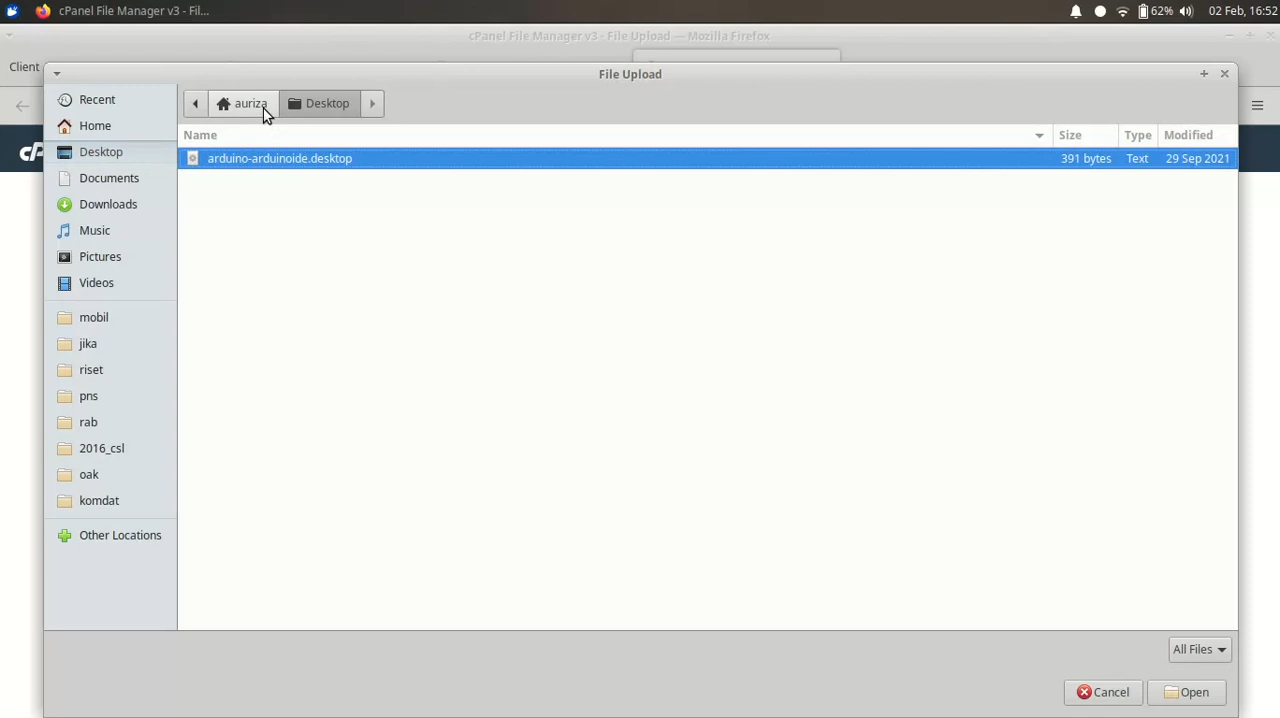 cPanel File Manager v3 - Fil...
62%
02 Feb, 16:52
cPanel File Manager v3 - File Upload — Mozilla Firefox
Client
File Upload
Recent
Home
Desktop
Documents
Downloads
Music
Pictures
Videos
mobil
jika
riset
pns
rab
2016_csl
oak
komdat
Other Locations
auriza
Desktop
Name
Size
Type
Modified
arduino-arduinoide.desktop
391 bytes
Text
29 Sep 2021
cP
All Files
Cancel
Open